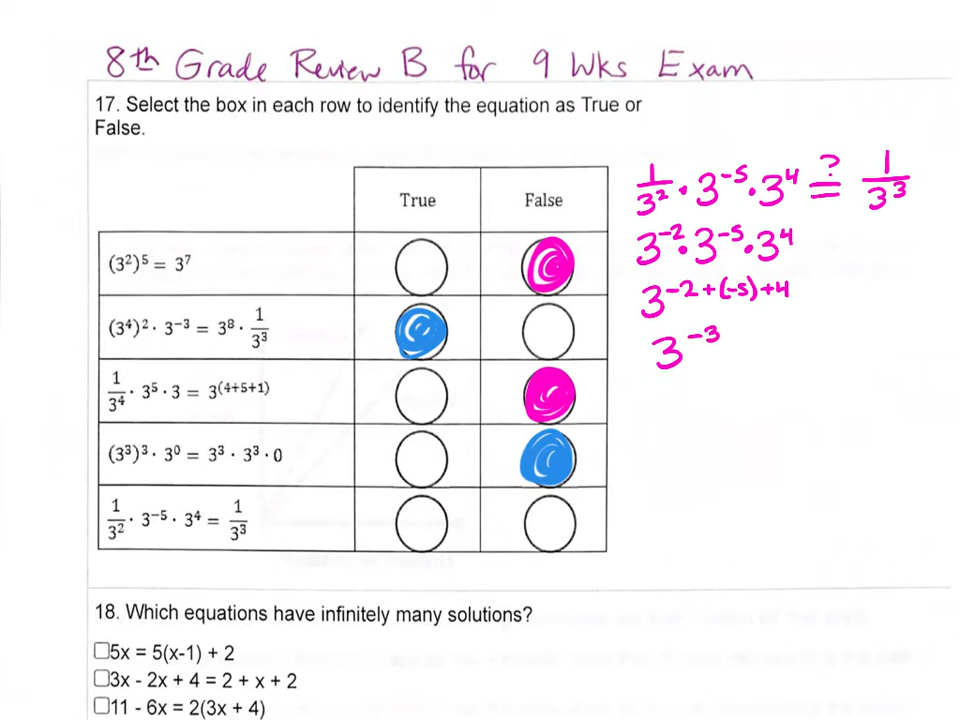 8th Grade Review B for 9 Wks Exam
17. Select the box in each row to identify the equation as True or
False.
True False
(3²)⁵ = 3⁷
(3⁴)² · 3⁻³ = 3⁸ · 1/3³
1/3⁴ · 3⁵ · 3 = 3⁽⁴⁺⁵⁺¹⁾
(3³)³ · 3⁰ = 3³ · 3³ · 0
1/3² · 3⁻⁵ · 3⁴ = 1/3³
1/3² · 3⁻⁵ · 3⁴ ?= 1/3³
3⁻² · 3⁻⁵ · 3⁴
3⁻²⁺⁽⁻⁵⁾⁺⁴
3⁻³
18. Which equations have infinitely many solutions?
5x = 5(x-1) + 2
3x - 2x + 4 = 2 + x + 2
11 - 6x = 2(3x + 4)